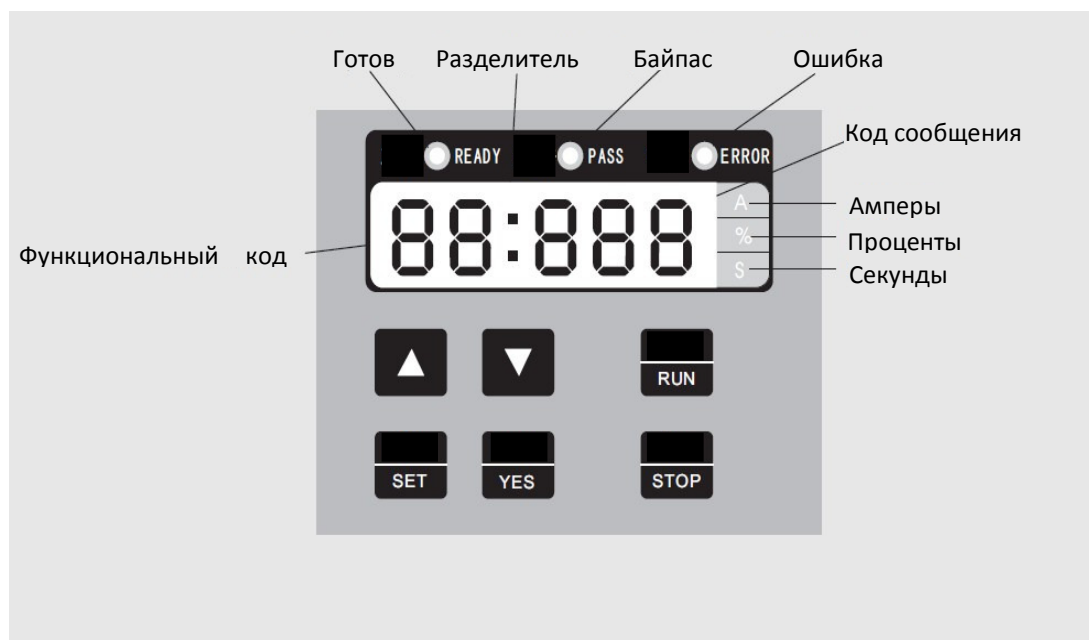 Готов Разделитель Байпас Ошибка
Код сообщения
READY PASS ERROR
88:888
A Амперы
% Проценты
S Секунды
Функциональный код
▲ ▼ RUN
SET YES STOP